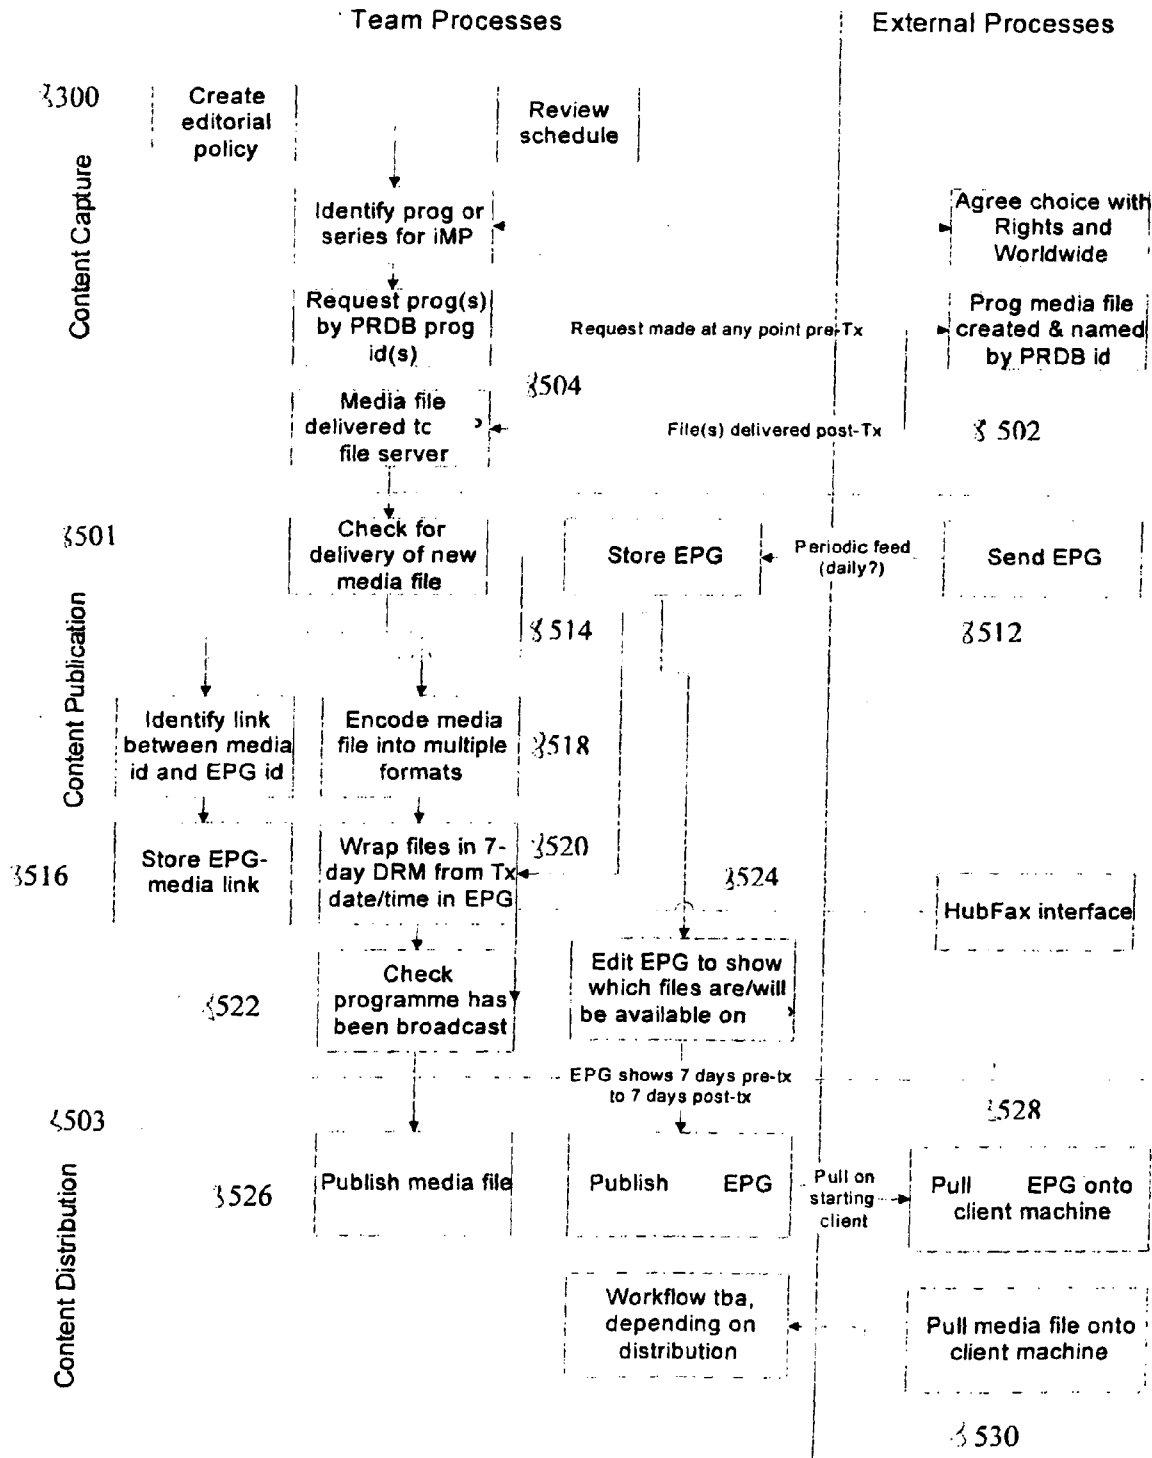 Team Processes
External Processes
300
Create
editorial
policy
Review
schedule
Content Capture
Identify prog or
series for iMP
Agree choice with
Rights and
Worldwide
Request prog(s)
by PRDB prog
id(s)
Request made at any point pre-Tx
Prog media file
created & named
by PRDB id
504
Media file
delivered tc
file server
File(s) delivered post-Tx
502
501
Check for
delivery of new
media file
Store EPG
Periodic feed
(daily?)
Send EPG
514
512
Content Publication
Identify link
between media
id and EPG id
Encode media
file into multiple
formats
518
516
Store EPG-
media link
Wrap files in 7-
day DRM from Tx
date/time in EPG
520
524
HubFax interface
522
Check
programme has
been broadcast
Edit EPG to show
which files are/will
be available on
EPG shows 7 days pre-tx
to 7 days post-tx
503
528
Content Distribution
526
Publish media file
Publish EPG
Pull on
starting
client
Pull EPG onto
client machine
Workflow tba,
depending on
distribution
Pull media file onto
client machine
530